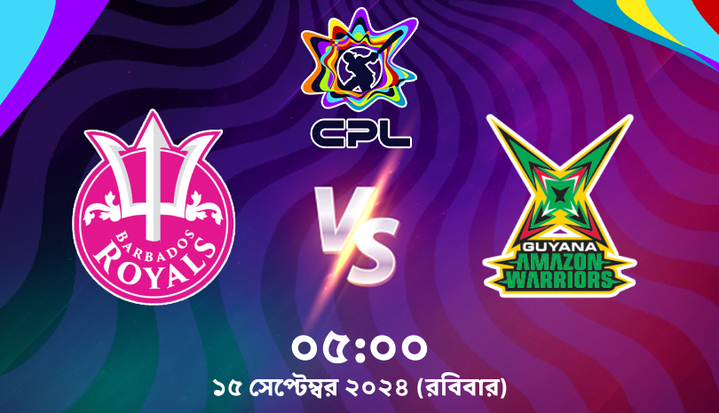 CPL
VS
BARBADOS
ROYALS
GUYANA
AMAZON
WARRIORS
০৫:০০
১৫ সেপ্টেম্বর ২০২৪ (রবিবার)